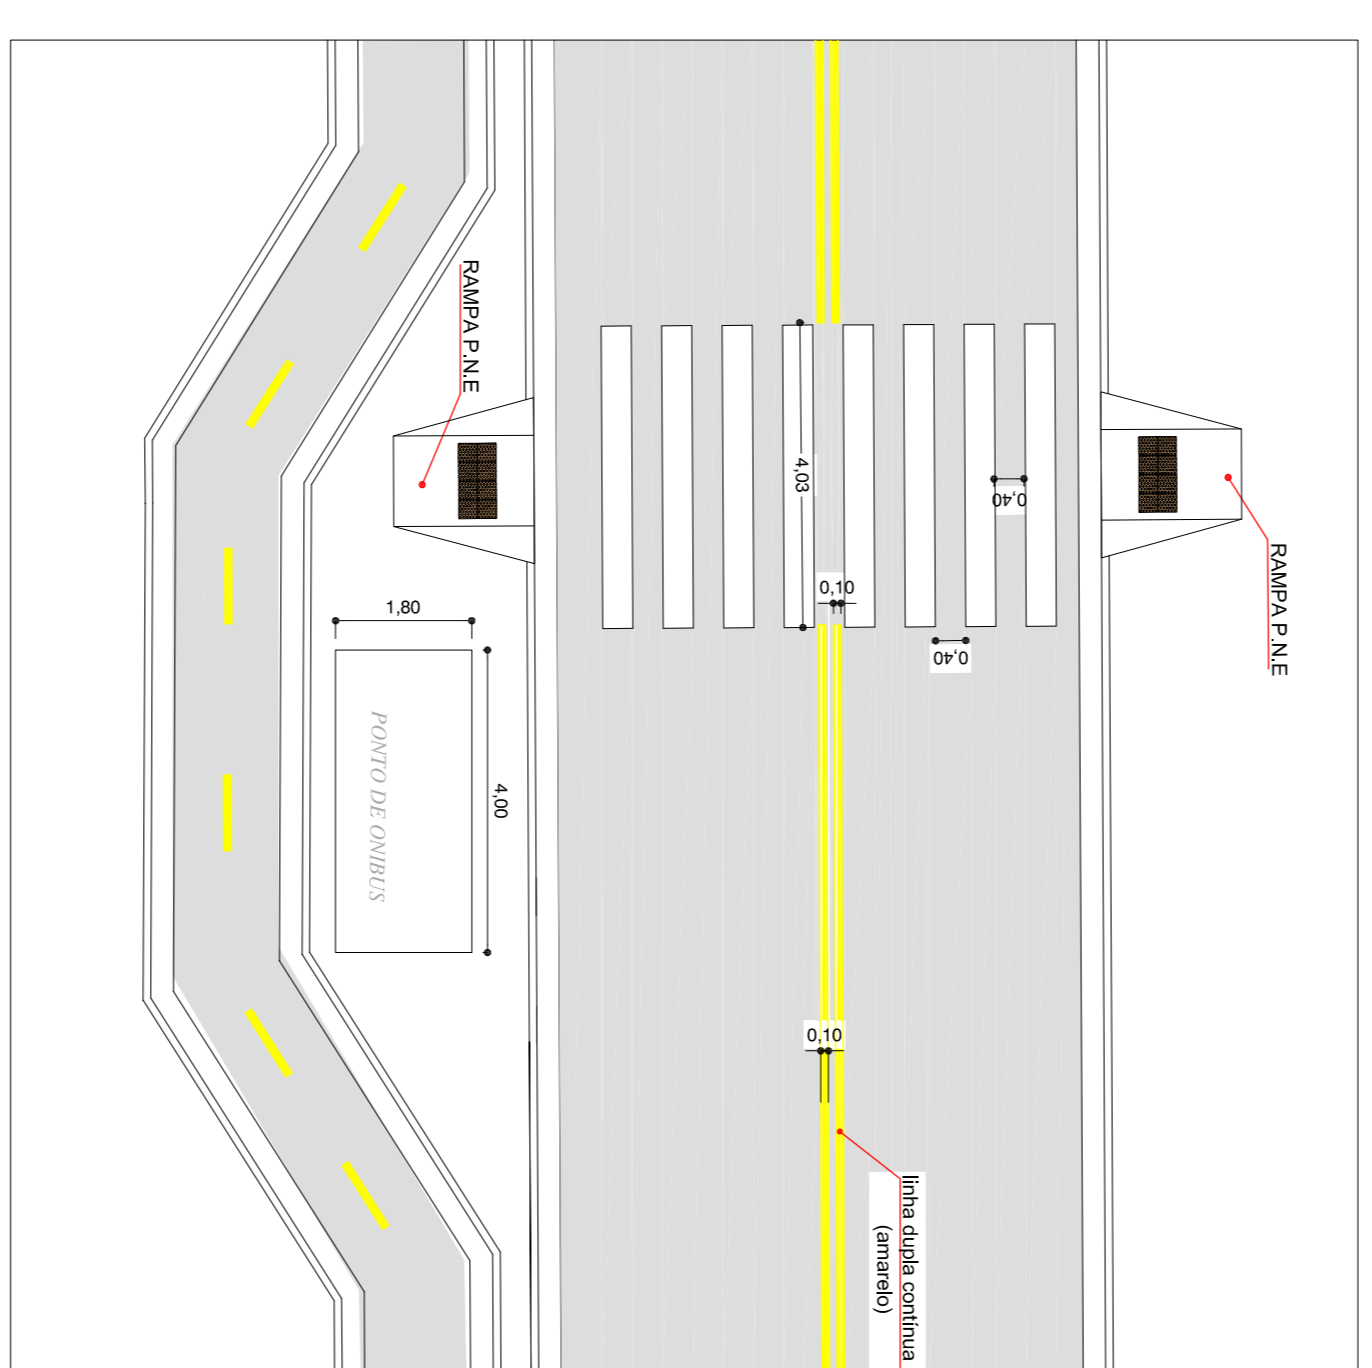 RAMPA P.N.E
4,03
0,40
RAMPA P.N.E
0,10
1,80
0,40
PONTO DE ONIBUS
4,00
0,10
linha dupla contínua
(amarelo)